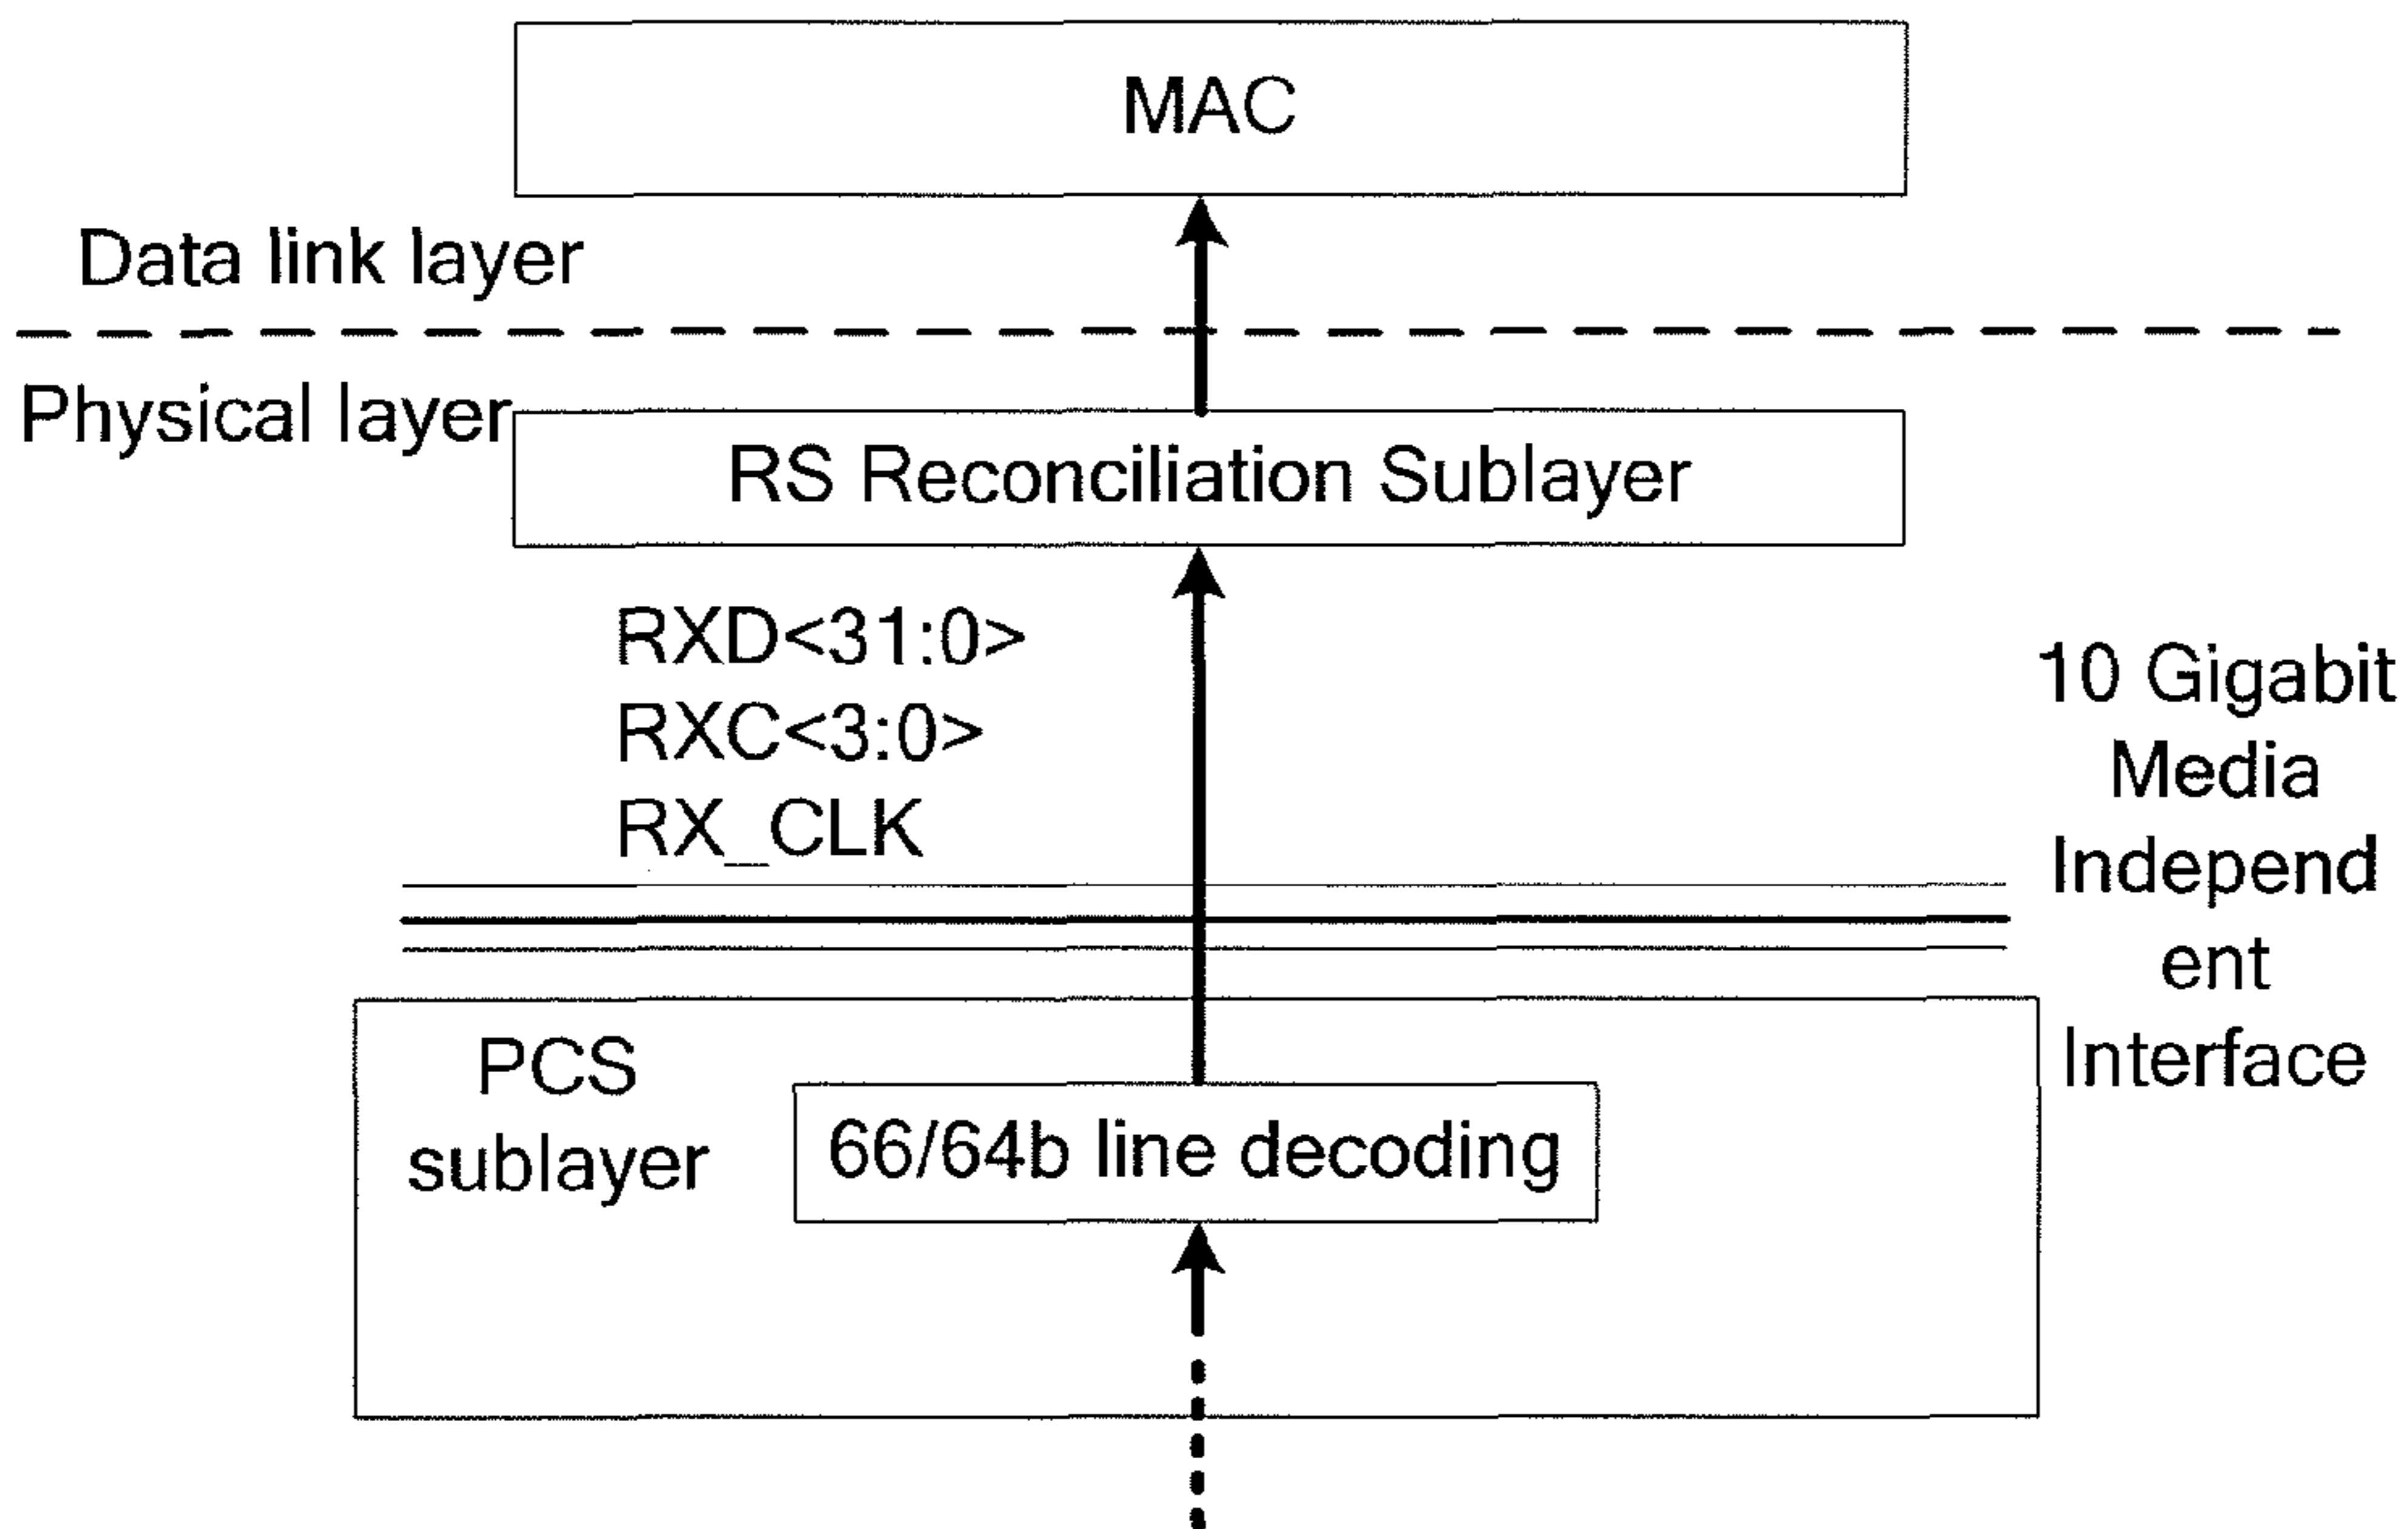 MAC
Data link layer
Physical layer
RS Reconciliation Sublayer
RXD<31:0>
RXC<3:0>
RX_CLK
10 Gigabit
Media
Independ
ent
Interface
PCS
sublayer
66/64b line decoding